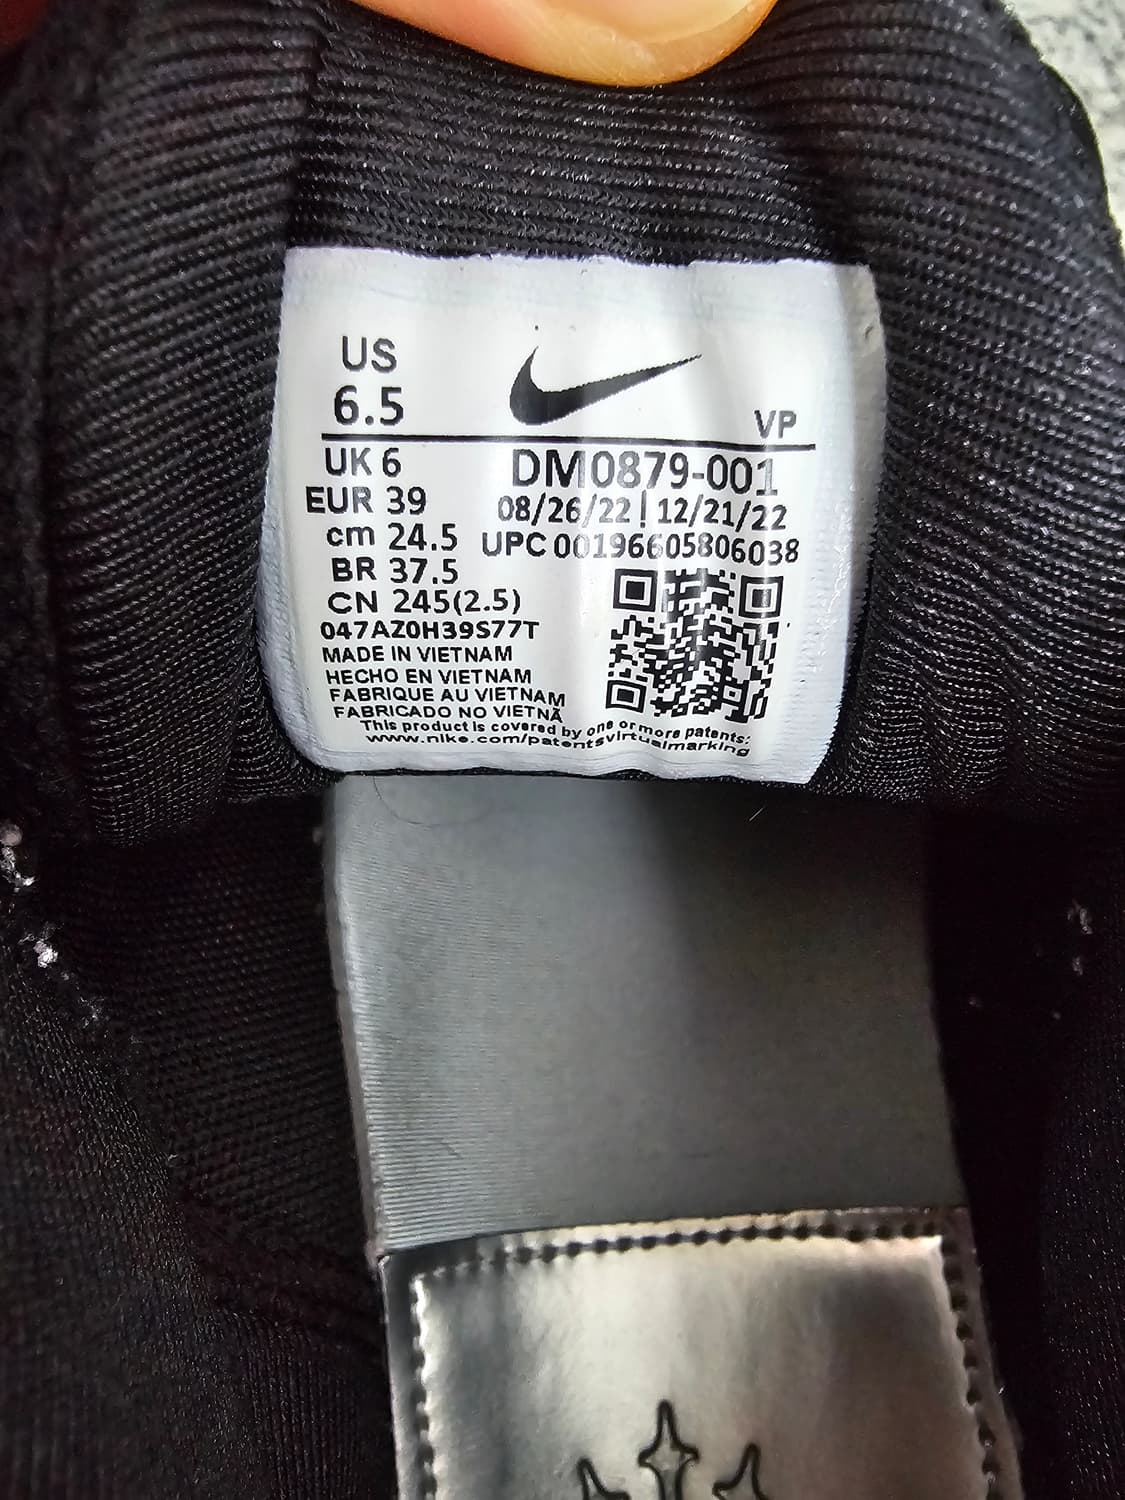 US
6.5
VP
UK 6
DM0879-001
EUR 39
08/26/22 | 12/21/22
cm 24.5
UPC 00196605806038
BR 37.5
CN 245(2.5)
047AZ0H39S77T
MADE IN VIETNAM
HECHO EN VIETNAM
FABRIQUE AU VIETNAM
FABRICADO NO VIETNÃ
This product is covered by one or more patents:
www.nike.com/patentsvirtualmarking